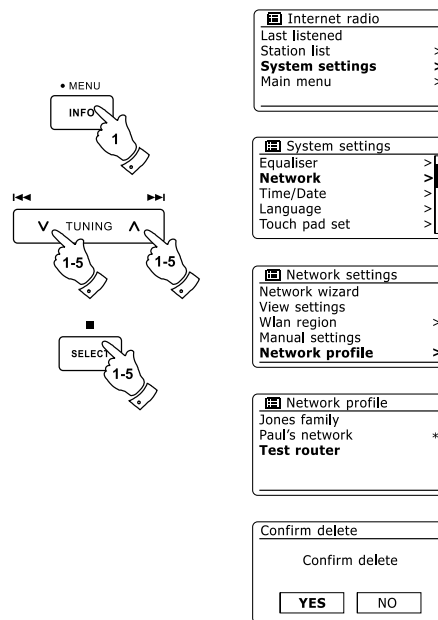 • MENU
INFO
1
TUNING
1-5
1-5
SELECT
1-5
Internet radio
Last listened
Station list >
System settings >
Main menu >
System settings
Equaliser >
Network >
Time/Date >
Language >
Touch pad set >
Network settings
Network wizard
View settings
Wlan region >
Manual settings
Network profile >
Network profile
Jones family
Paul's network *
Test router
Confirm delete
Confirm delete
YES NO